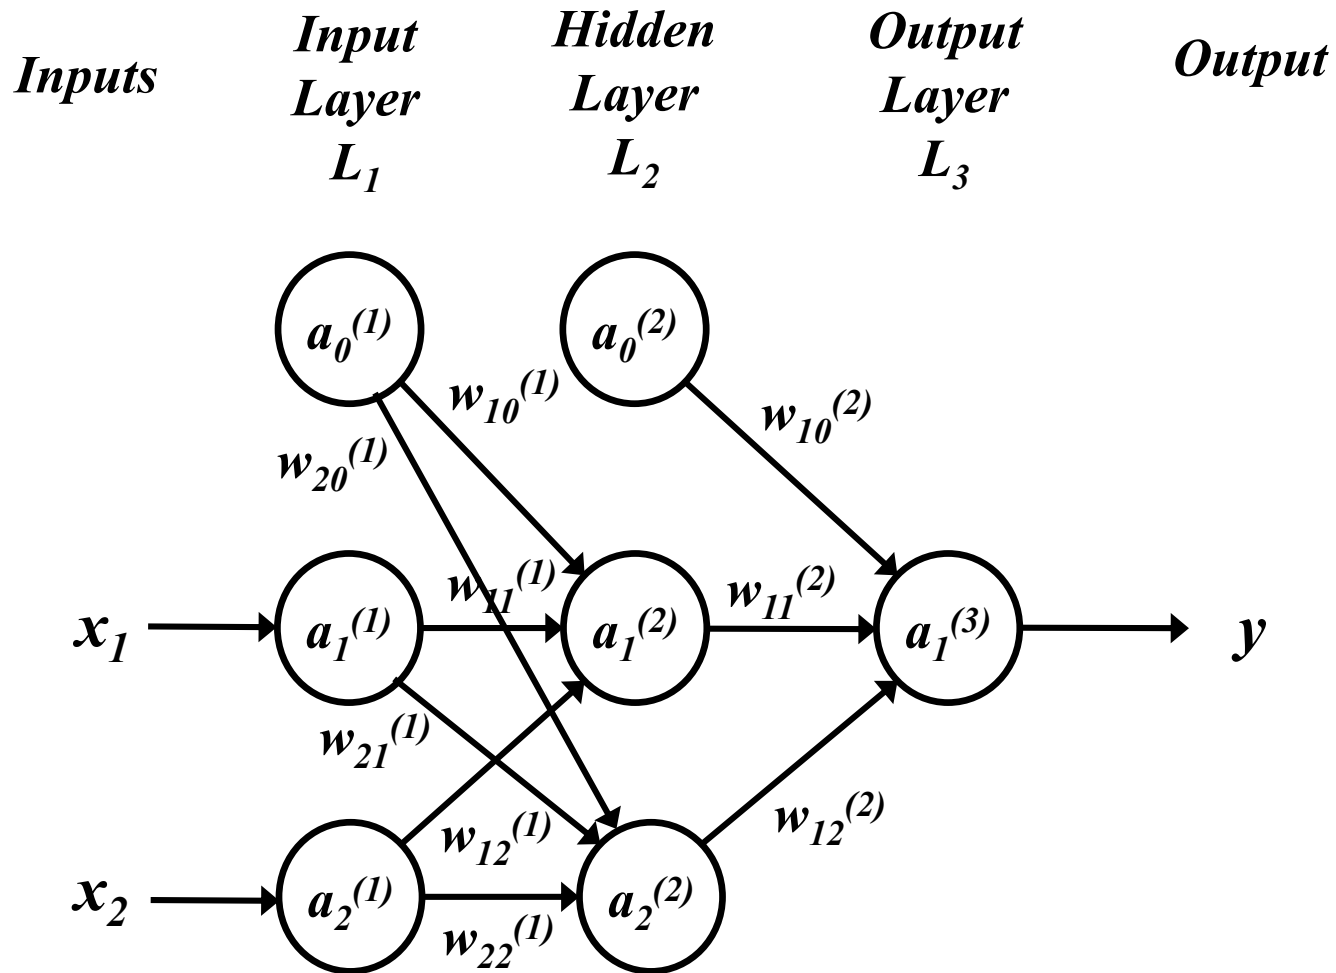 Inputs
Input
Layer
L₁
Hidden
Layer
L₂
Output
Layer
L₃
Output
a₀⁽¹⁾
a₀⁽²⁾
w₁₀⁽¹⁾
w₁₀⁽²⁾
w₂₀⁽¹⁾
w₁₁⁽¹⁾
w₁₁⁽²⁾
x₁
a₁⁽¹⁾
a₁⁽²⁾
a₁⁽³⁾
y
w₂₁⁽¹⁾
w₁₂⁽¹⁾
w₁₂⁽²⁾
x₂
a₂⁽¹⁾
a₂⁽²⁾
w₂₂⁽¹⁾